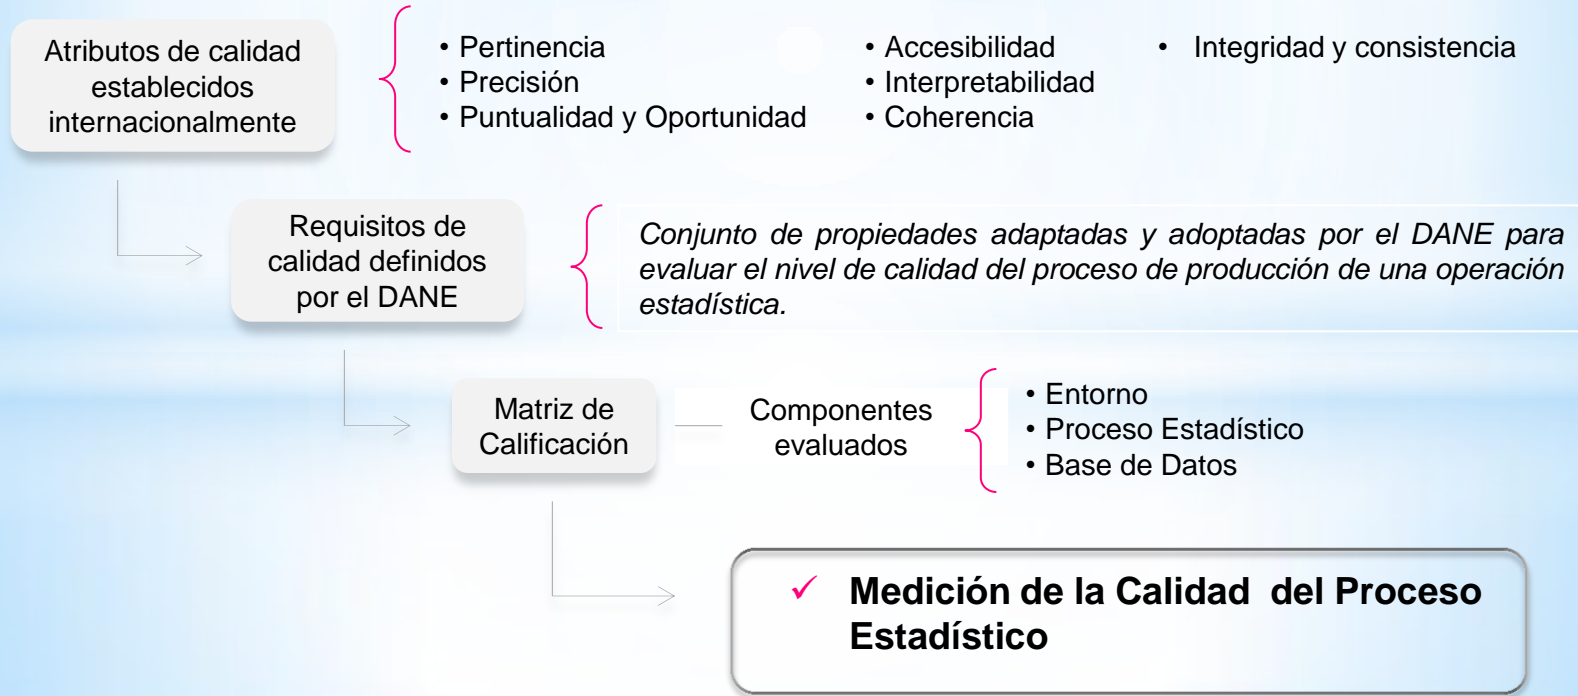 Atributos de calidad
establecidos
internacionalmente
• Pertinencia
• Precisión
• Puntualidad y Oportunidad
• Accesibilidad
• Interpretabilidad
• Coherencia
• Integridad y consistencia
Requisitos de
calidad definidos
por el DANE
Conjunto de propiedades adaptadas y adoptadas por el DANE para
evaluar el nivel de calidad del proceso de producción de una operación
estadística.
Matriz de
Calificación
Componentes
evaluados
• Entorno
• Proceso Estadístico
• Base de Datos
✓ Medición de la Calidad del Proceso
Estadístico